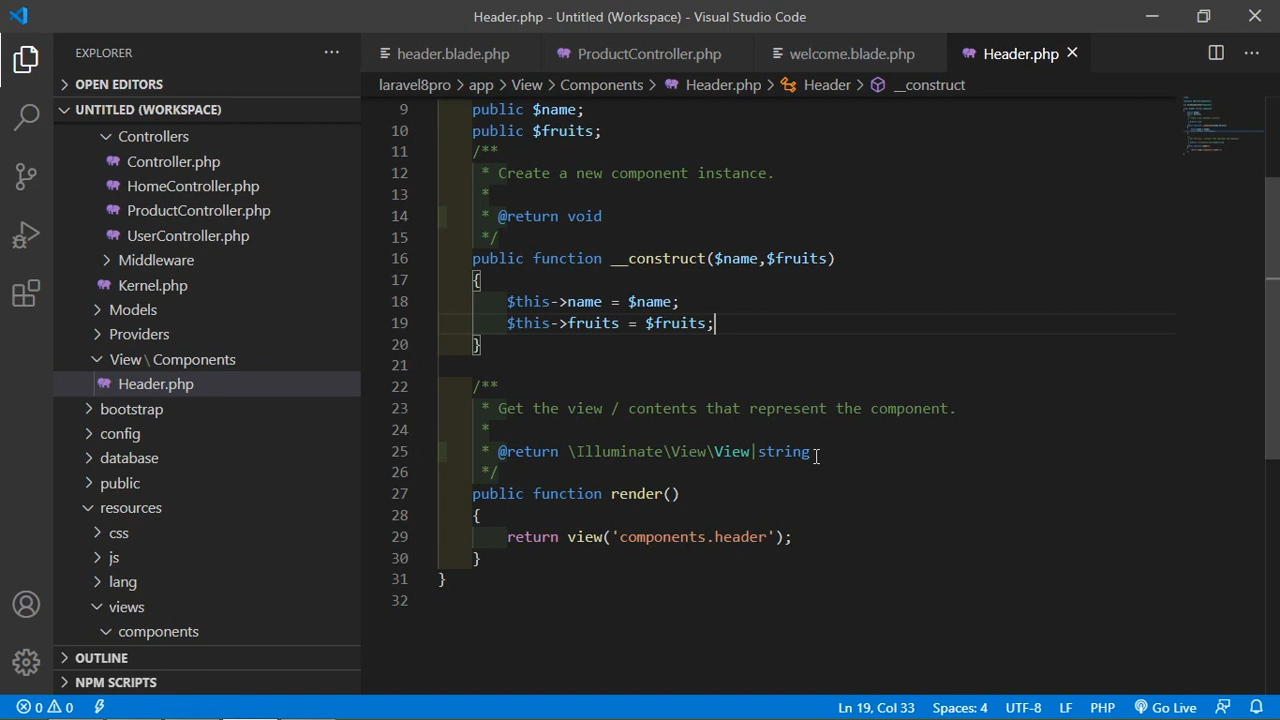 Header.php - Untitled (Workspace) - Visual Studio Code
EXPLORER
header.blade.php
ProductController.php
welcome.blade.php
Header.php
OPEN EDITORS
laravel8pro > app > View > Components > Header.php > Header > __construct
UNTITLED (WORKSPACE)
Controllers
Controller.php
HomeController.php
ProductController.php
UserController.php
Middleware
Kernel.php
Models
Providers
View \ Components
Header.php
bootstrap
config
database
public
resources
css
js
lang
views
components
OUTLINE
NPM SCRIPTS
9 public $name;
10 public $fruits;
11 /**
12 * Create a new component instance.
13 *
14 * @return void
15 */
16 public function __construct($name,$fruits)
17 {
18 $this->name = $name;
19 $this->fruits = $fruits;
20 }
21
22 /**
23 * Get the view / contents that represent the component.
24 *
25 * @return \Illuminate\View\View|string
26 */
27 public function render()
28 {
29 return view('components.header');
30 }
31 }
32
0 0 Ln 19, Col 33 Spaces: 4 UTF-8 LF PHP Go Live